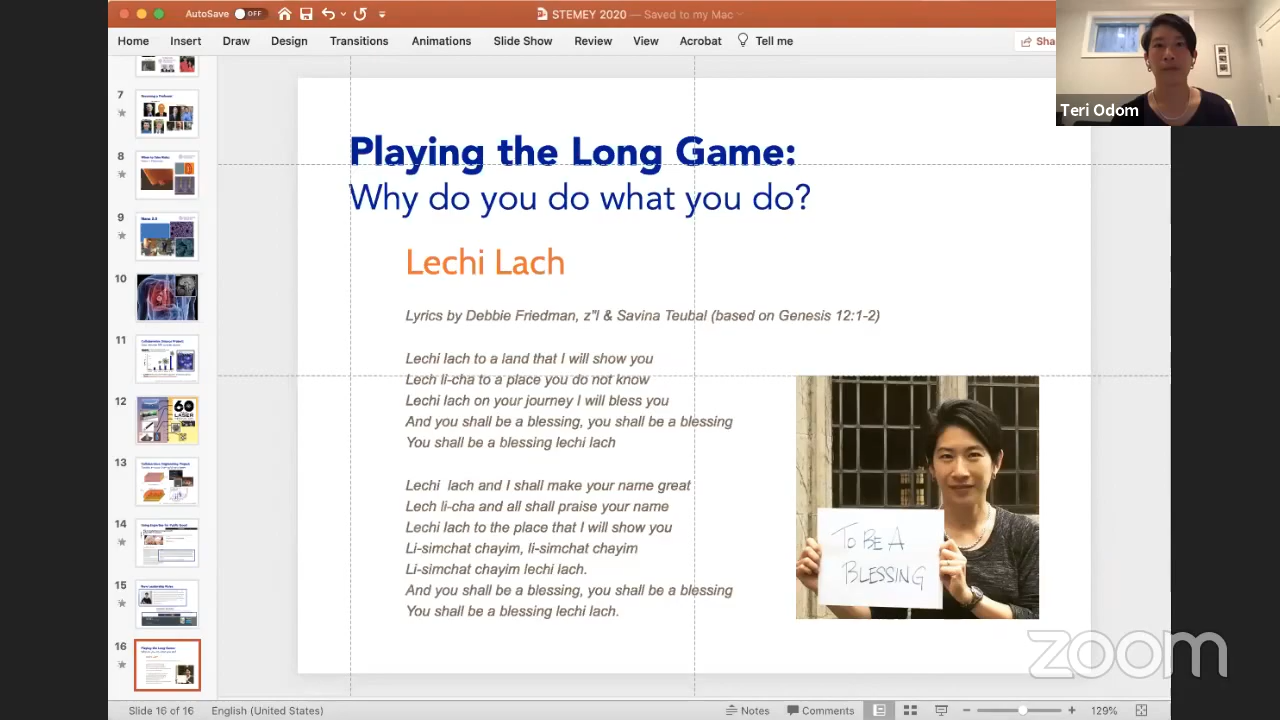 AutoSave OFF
STEMEY 2020 — Saved to my Mac
Home Insert Draw Design Transitions Animations Slide Show Review View Acrobat Tell me
Sha
Teri Odom
7
8
9
10
11
12
13
14
15
16
Playing the Long Game:
Why do you do what you do?
Lechi Lach
Lyrics by Debbie Friedman, z"l & Savina Teubal (based on Genesis 12:1-2)
Lechi lach to a land that I will show you
Lech li-cha to a place you do not know
Lechi lach on your journey I will bless you
And you shall be a blessing, you shall be a blessing
You shall be a blessing lechi lach
Lechi lach and I shall make your name great
Lech li-cha and all shall praise your name
Lechi lach to the place that I will show you
Li-simchat chayim, li-simchat chayim
Li-simchat chayim lechi lach.
And you shall be a blessing, you shall be a blessing
You shall be a blessing lechi lach.
TO BE A
BLESSING
zoom
Slide 16 of 16 English (United States) Notes Comments 129%